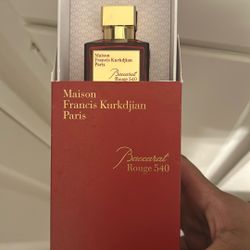 Maison
Francis Kurkdjian
Paris
Baccarat
Rouge 540
Maison
Francis Kurkdjian
Paris
Baccarat
Rouge 540